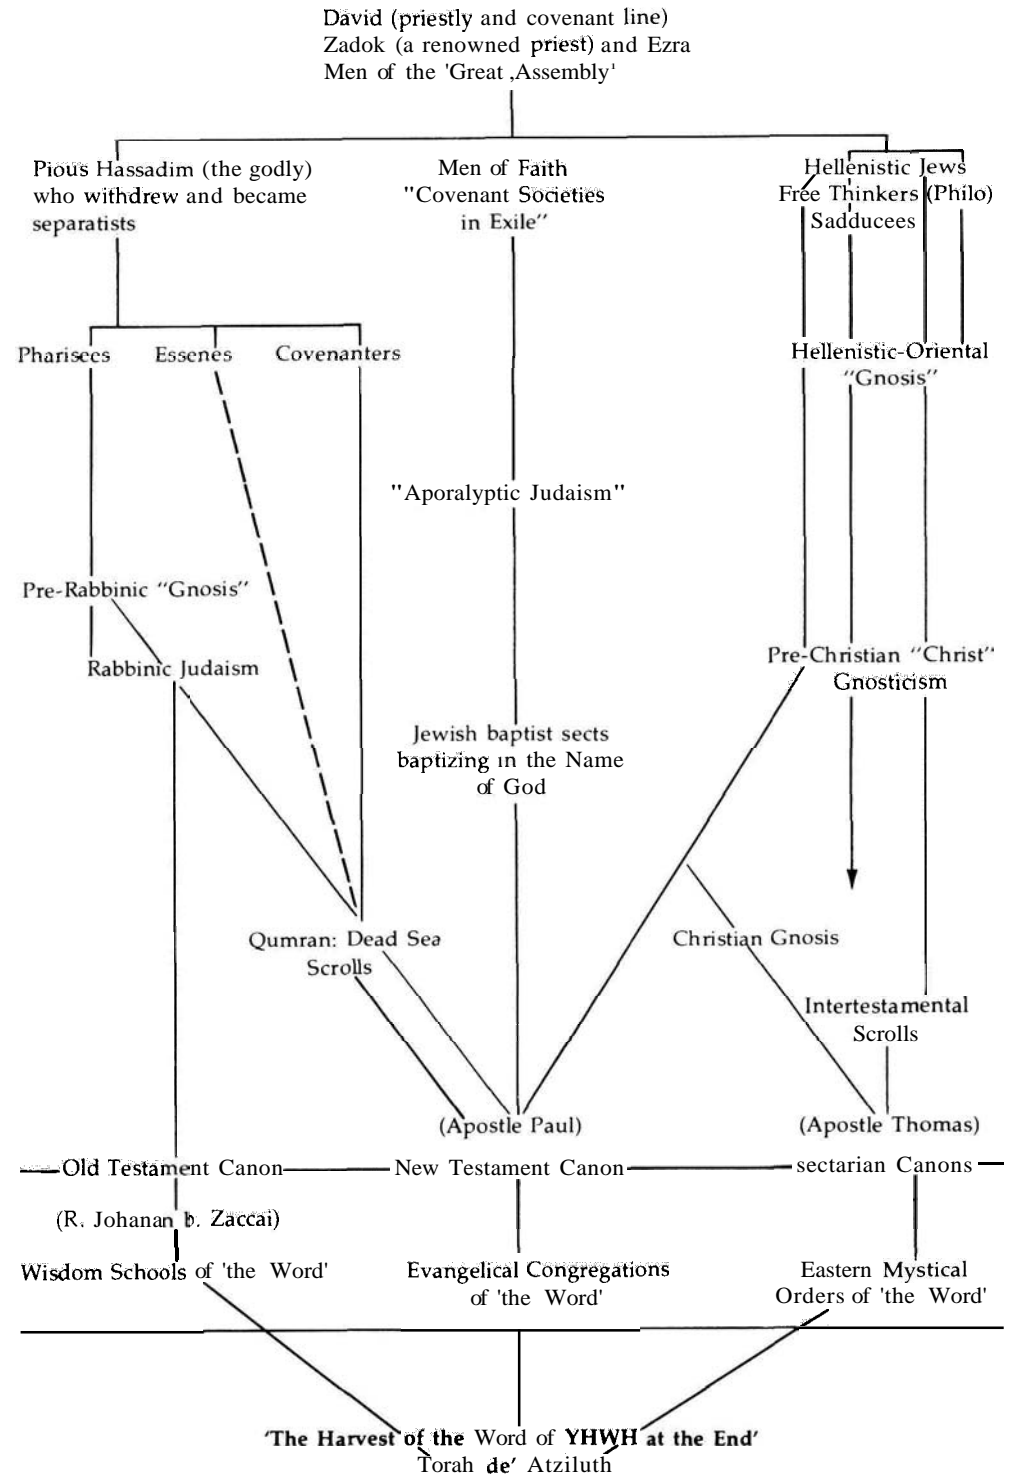 David (priestly and covenant line)
Zadok (a renowned priest) and Ezra
Men of the 'Great ,Assembly'
Pious Hassadim (the godly)
who withdrew and became
separatists
Men of Faith
"Covenant Societies
in Exile"
Hellenistic Jews
Free Thinkers (Philo)
Sadducees
Pharisees
Essenes
Covenanters
Hellenistic-Oriental
"Gnosis"
"Aporalyptic Judaism"
Pre-Rabbinic "Gnosis"
Rabbinic Judaism
Pre-Christian "Christ"
Gnosticism
Jewish baptist sects
baptizing in the Name
of God
Qumran: Dead Sea
Scrolls
Christian Gnosis
Intertestamental
Scrolls
(Apostle Paul)
(Apostle Thomas)
Old Testament Canon
New Testament Canon
sectarian Canons
(R. Johanan b. Zaccai)
Wisdom Schools of 'the Word'
Evangelical Congregations
of 'the Word'
Eastern Mystical
Orders of 'the Word'
'The Harvest of the Word of YHWH at the End'
Torah de' Atziluth